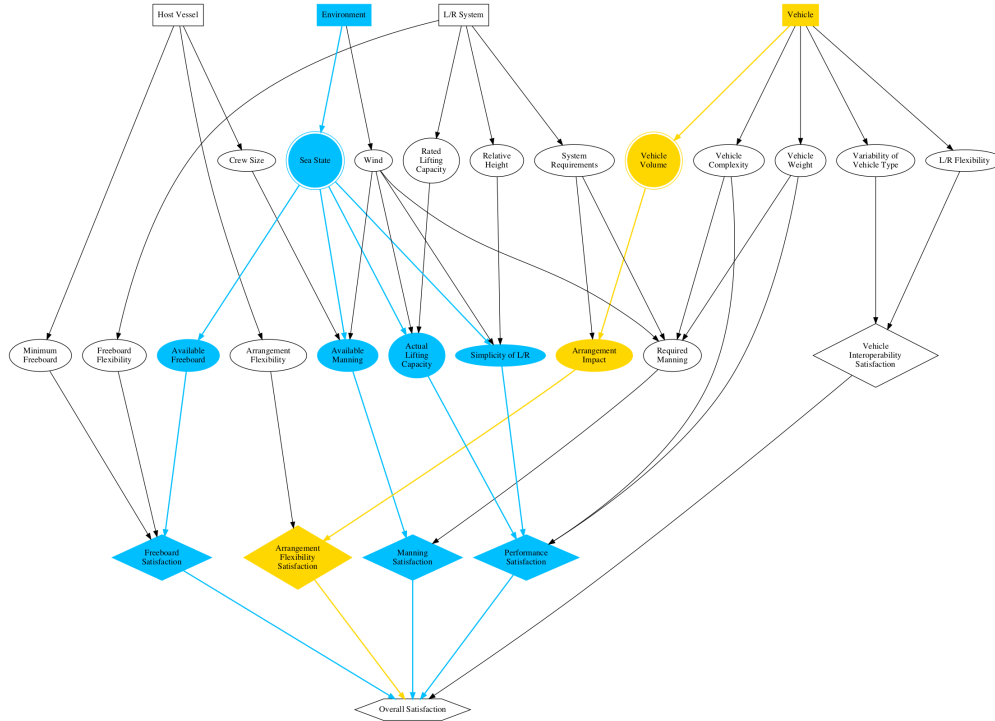 Host Vessel
Environment
L/R System
Vehicle
Crew Size
Sea State
Wind
Rated
Lifting
Capacity
Relative
Height
System
Requirements
Vehicle
Volume
Vehicle
Complexity
Vehicle
Weight
Variability of
Vehicle Type
L/R Flexibility
Minimum
Freeboard
Freeboard
Flexibility
Available
Freeboard
Arrangement
Flexibility
Available
Manning
Actual
Lifting
Capacity
Simplicity of L/R
Arrangement
Impact
Required
Manning
Vehicle
Interoperability
Satisfaction
Freeboard
Satisfaction
Arrangement
Flexibility
Satisfaction
Manning
Satisfaction
Performance
Satisfaction
Overall Satisfaction